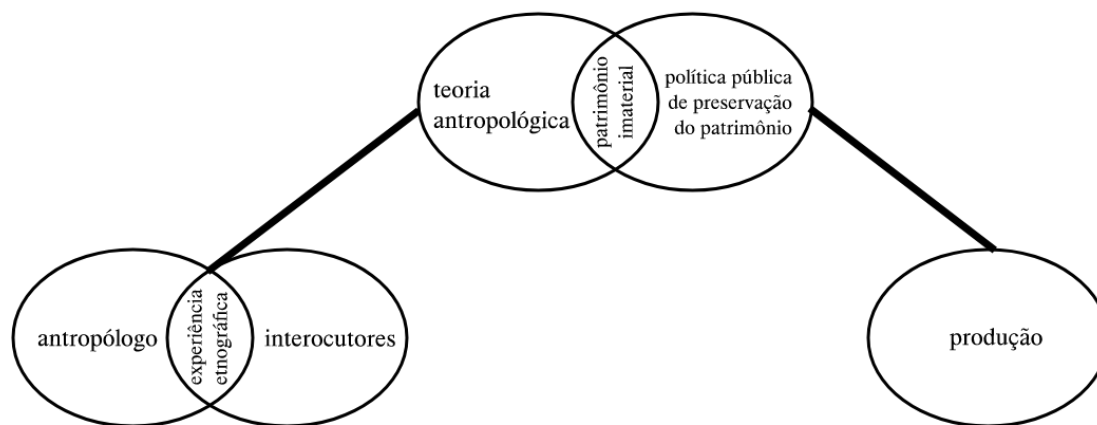 teoria
antropológica
patrimônio
imaterial
política pública
de preservação
do patrimônio
antropólogo
experiência
etnográfica
interocutores
produção